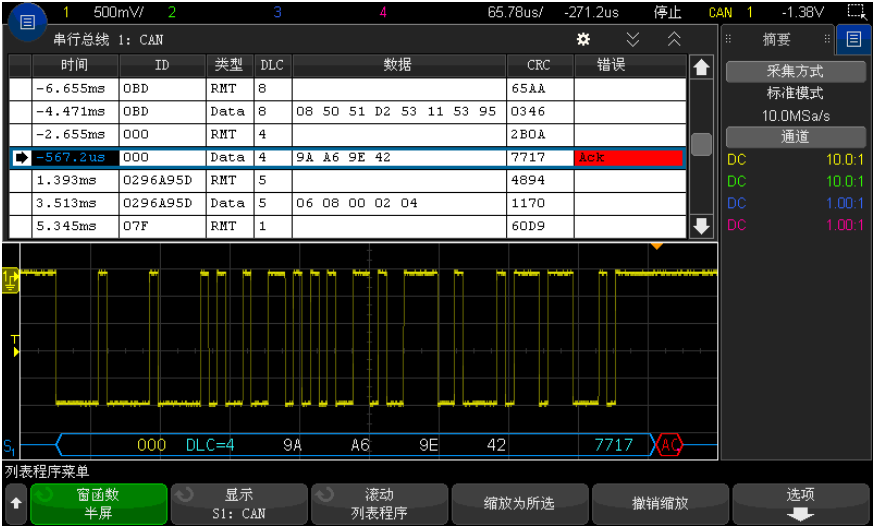 1 500mV/ 2 3 4 65.78us/ -271.2us 停止 CAN 1 -1.38V
串行总线 1: CAN
时间 ID 类型 DLC 数据 CRC 错误
-6.655ms 0BD RMT 8 65AA
-4.471ms 0BD Data 8 08 50 51 D2 53 11 53 95 0346
-2.655ms 000 RMT 4 2B0A
-567.2us 000 Data 4 9A A6 9E 42 7717 Ack
1.393ms 0296A95D RMT 5 4894
3.513ms 0296A95D Data 5 06 08 00 02 04 1170
5.345ms 07F RMT 1 60D9
摘要
采集方式
标准模式
10.0MSa/s
通道
DC 10.0:1
DC 10.0:1
DC 1.00:1
DC 1.00:1
1
T
S1 000 DLC=4 9A A6 9E 42 7717 AC
列表程序菜单
窗函数
半屏
显示
S1: CAN
滚动
列表程序
缩放为所选
撤销缩放
选项